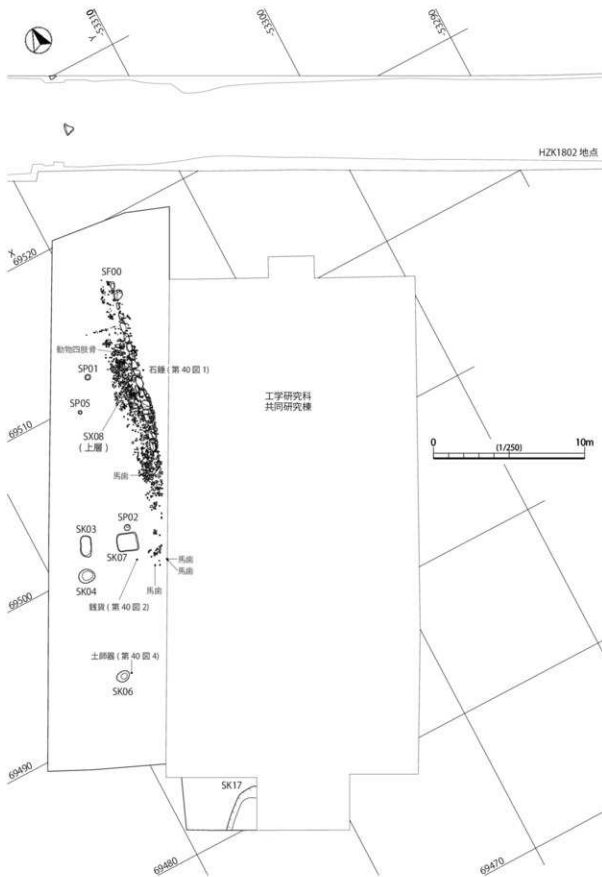 -53310
Y
-53300
-53290
HZK1802 地点
X
69520
SF00
動物四肢骨
SP01
石錘 ( 第 40 図 1)
SP05
工学研究科
共同研究棟
69510
SX08
( 上層 )
0
(1/250)
10m
馬歯
SP02
SK03
SK07
馬歯
馬歯
SK04
馬歯
69500
銭貨 ( 第 40 図 2)
土師器 ( 第 40 図 4)
SK06
69490
SK17
69480
69470